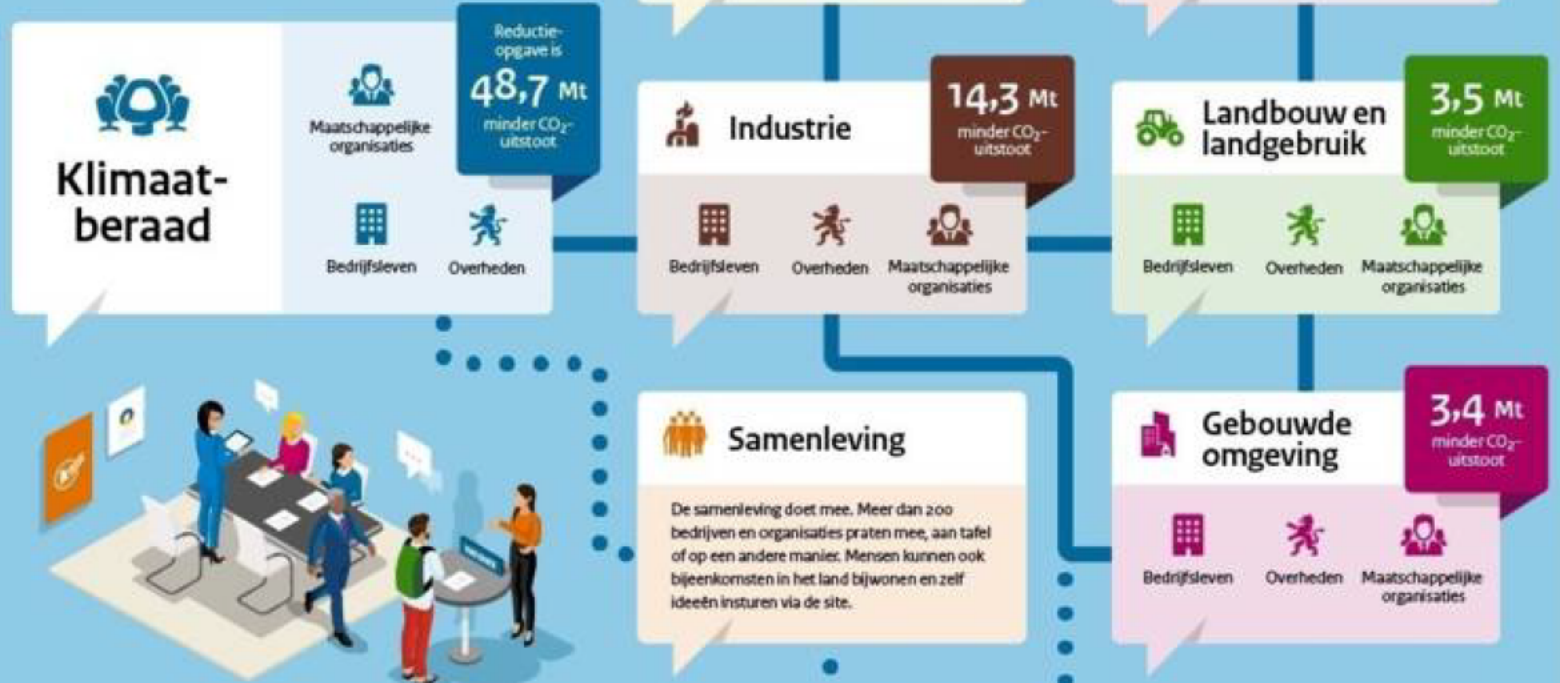 Klimaat-
beraad
Maatschappelijke
organisaties
Bedrijfsleven
Overheden
Reductie-
opgave is
48,7 Mt
minder CO₂-
uitstoot
Industrie
14,3 Mt
minder CO₂-
uitstoot
Bedrijfsleven
Overheden
Maatschappelijke
organisaties
Landbouw en
landgebruik
3,5 Mt
minder CO₂-
uitstoot
Bedrijfsleven
Overheden
Maatschappelijke
organisaties
Samenleving
De samenleving doet mee. Meer dan 200
bedrijven en organisaties praten mee, aan tafel
of op een andere manier. Mensen kunnen ook
bijeenkomsten in het land bijwonen en zelf
ideeën insturen via de site.
Gebouwde
omgeving
3,4 Mt
minder CO₂-
uitstoot
Bedrijfsleven
Overheden
Maatschappelijke
organisaties